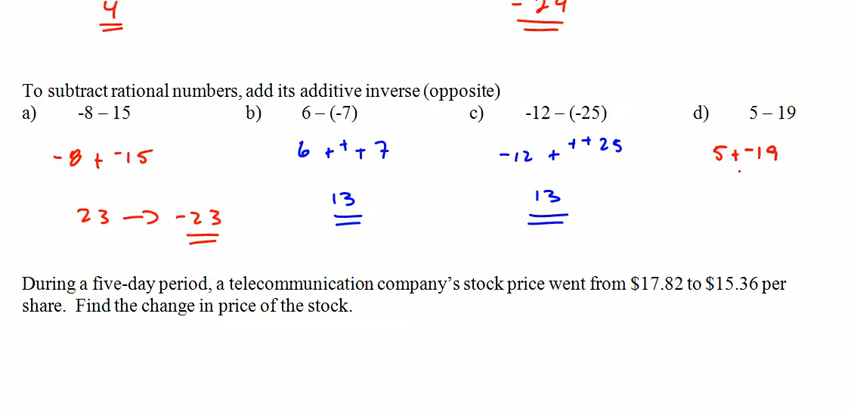 4 - 24
To subtract rational numbers, add its additive inverse (opposite)
a) -8 – 15 b) 6 – (-7) c) -12 – (-25) d) 5 – 19
-8 + -15 6 + + + 7 -12 + ++25 5 + -19
23 → -23 13 13
During a five-day period, a telecommunication company's stock price went from $17.82 to $15.36 per
share. Find the change in price of the stock.